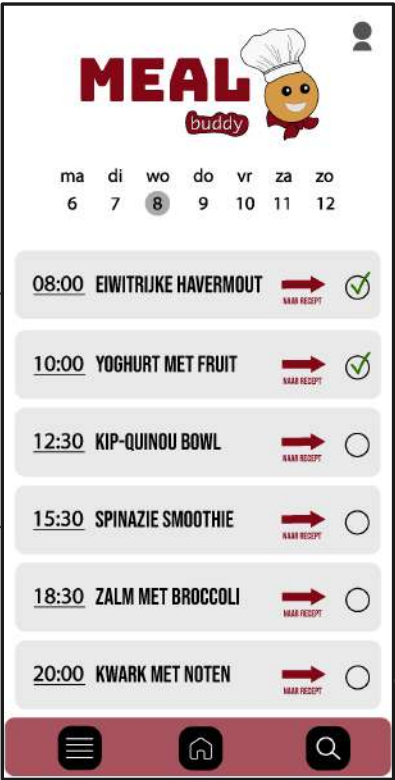 MEAL
buddy
ma di wo do vr za zo
6 7 8 9 10 11 12
08:00 EIWITRIJKE HAVERMOUT
NAAR RECEPT
10:00 YOGHURT MET FRUIT
NAAR RECEPT
12:30 KIP-QUINOU BOWL
NAAR RECEPT
15:30 SPINAZIE SMOOTHIE
NAAR RECEPT
18:30 ZALM MET BROCCOLI
NAAR RECEPT
20:00 KWARK MET NOTEN
NAAR RECEPT